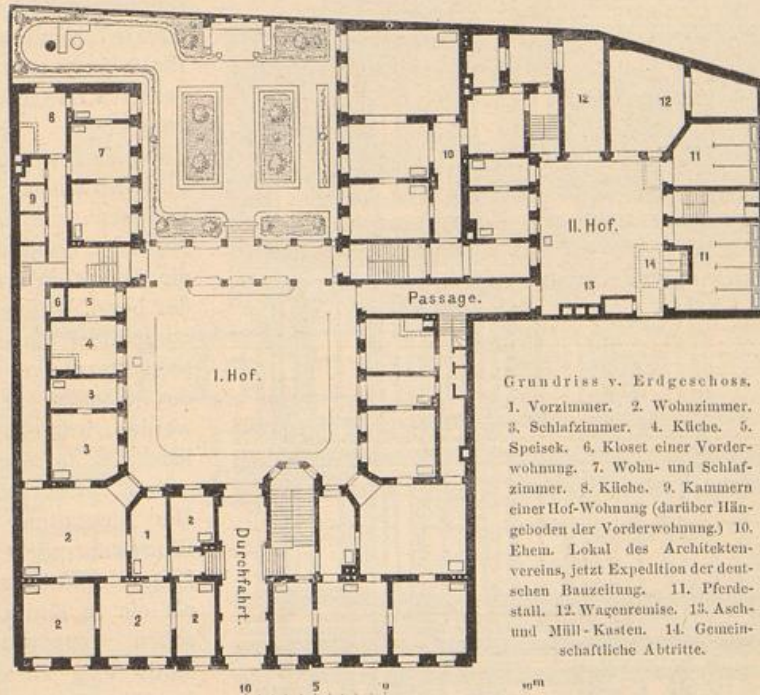 8
7
9
10
12
12
11
II. Hof.
14
11
13
Passage.
6
5
4
I. Hof.
3
3
2
1
2
Durchfahrt.
2
2
2
Grundriss v. Erdgeschoss.
1. Vorzimmer. 2. Wohnzimmer.
3. Schlafzimmer. 4. Küche. 5.
Speisek. 6. Kloset einer Vorder-
wohnung. 7. Wohn- und Schlaf-
zimmer. 8. Küche. 9. Kammern
einer Hof-Wohnung (darüber Hän-
geboden der Vorderwohnung.) 10.
Ehem. Lokal des Architekten-
vereins, jetzt Expedition der deut-
schen Bauzeitung. 11. Pferde-
stall. 12. Wagenremise. 13. Asch-
und Müll-Kasten. 14. Gemein-
schaftliche Abtritte.
10 5 0 10m